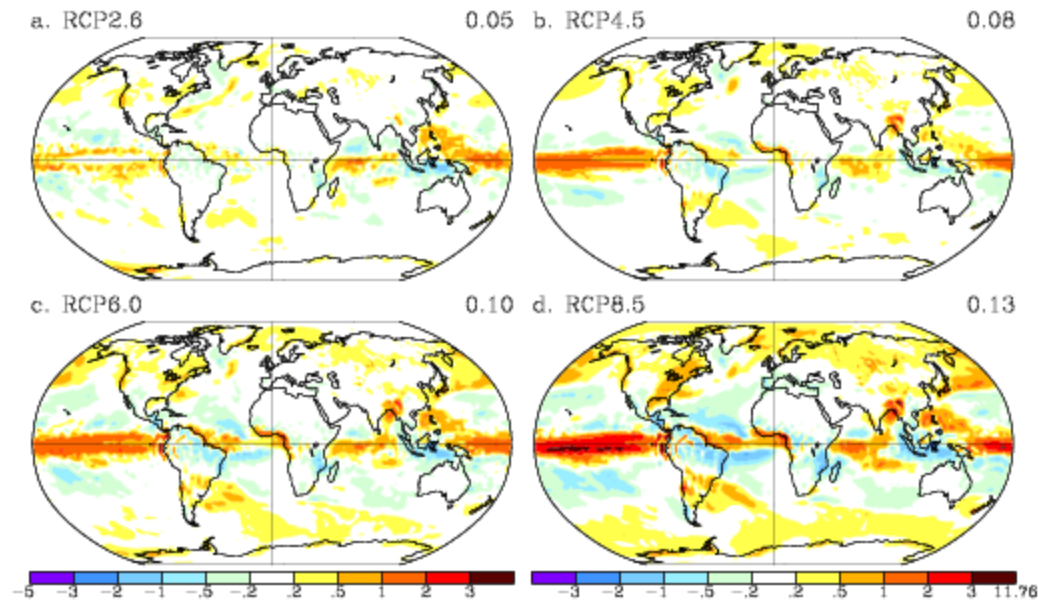 a. RCP2.6 0.05 b. RCP4.5 0.08
c. RCP6.0 0.10 d. RCP8.5 0.13
-5 -3 -2 -1 -.5 -.2 .2 .5 1 2 3 -3 -2 -1 -.5 -.2 .2 .5 1 2 3 11.76